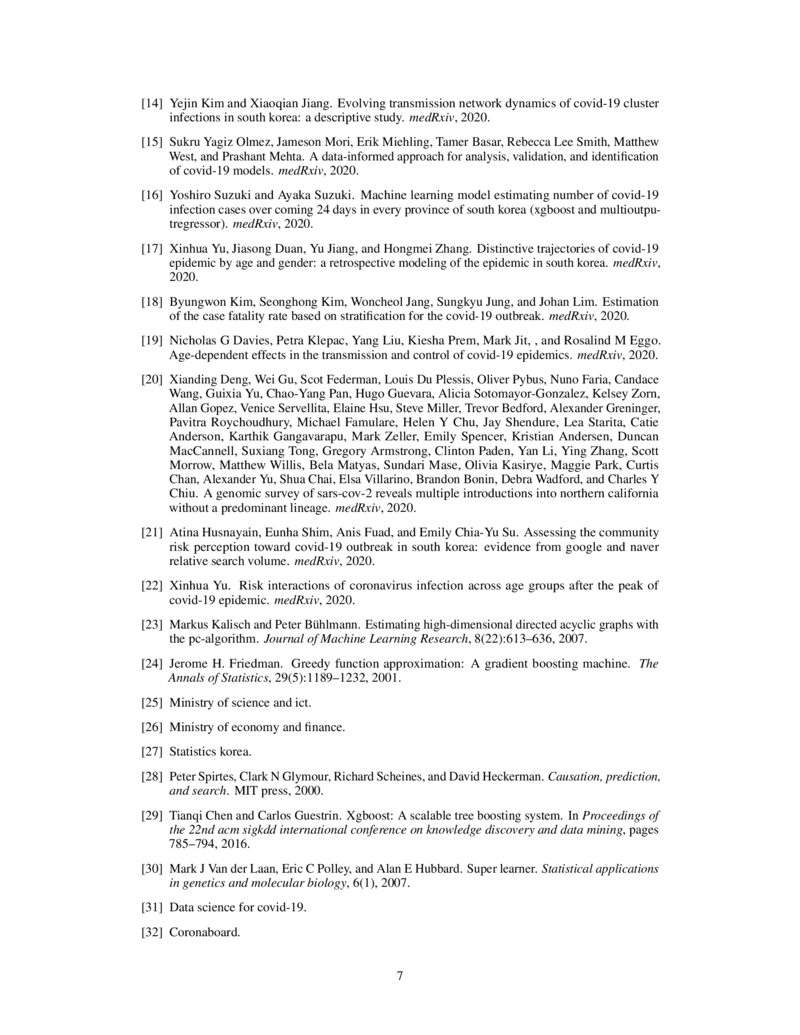 [14] Yejin Kim and Xiaoqian Jiang. Evolving transmission network dynamics of covid-19 cluster
infections in south korea: a descriptive study. medRxiv, 2020.
[15] Sukru Yagiz Olmez, Jameson Mori, Erik Miehling, Tamer Basar, Rebecca Lee Smith, Matthew
West, and Prashant Mehta. A data-informed approach for analysis, validation, and identification
of covid-19 models. medRxiv, 2020.
[16] Yoshiro Suzuki and Ayaka Suzuki. Machine learning model estimating number of covid-19
infection cases over coming 24 days in every province of south korea (xgboost and multioutpu-
tregressor). medRxiv, 2020.
[17] Xinhua Yu, Jiasong Duan, Yu Jiang, and Hongmei Zhang. Distinctive trajectories of covid-19
epidemic by age and gender: a retrospective modeling of the epidemic in south korea. medRxiv,
2020.
[18] Byungwon Kim, Seonghong Kim, Woncheol Jang, Sungkyu Jung, and Johan Lim. Estimation
of the case fatality rate based on stratification for the covid-19 outbreak. medRxiv, 2020.
[19] Nicholas G Davies, Petra Klepac, Yang Liu, Kiesha Prem, Mark Jit, , and Rosalind M Eggo.
Age-dependent effects in the transmission and control of covid-19 epidemics. medRxiv, 2020.
[20] Xianding Deng, Wei Gu, Scot Federman, Louis Du Plessis, Oliver Pybus, Nuno Faria, Candace
Wang, Guixia Yu, Chao-Yang Pan, Hugo Guevara, Alicia Sotomayor-Gonzalez, Kelsey Zorn,
Allan Gopez, Venice Servellita, Elaine Hsu, Steve Miller, Trevor Bedford, Alexander Greninger,
Pavitra Roychoudhury, Michael Famulare, Helen Y Chu, Jay Shendure, Lea Starita, Catie
Anderson, Karthik Gangavarapu, Mark Zeller, Emily Spencer, Kristian Andersen, Duncan
MacCannell, Suxiang Tong, Gregory Armstrong, Clinton Paden, Yan Li, Ying Zhang, Scott
Morrow, Matthew Willis, Bela Matyas, Sundari Mase, Olivia Kasirye, Maggie Park, Curtis
Chan, Alexander Yu, Shua Chai, Elsa Villarino, Brandon Bonin, Debra Wadford, and Charles Y
Chiu. A genomic survey of sars-cov-2 reveals multiple introductions into northern california
without a predominant lineage. medRxiv, 2020.
[21] Atina Husnayain, Eunha Shim, Anis Fuad, and Emily Chia-Yu Su. Assessing the community
risk perception toward covid-19 outbreak in south korea: evidence from google and naver
relative search volume. medRxiv, 2020.
[22] Xinhua Yu. Risk interactions of coronavirus infection across age groups after the peak of
covid-19 epidemic. medRxiv, 2020.
[23] Markus Kalisch and Peter Bühlmann. Estimating high-dimensional directed acyclic graphs with
the pc-algorithm. Journal of Machine Learning Research, 8(22):613–636, 2007.
[24] Jerome H. Friedman. Greedy function approximation: A gradient boosting machine. The
Annals of Statistics, 29(5):1189–1232, 2001.
[25] Ministry of science and ict.
[26] Ministry of economy and finance.
[27] Statistics korea.
[28] Peter Spirtes, Clark N Glymour, Richard Scheines, and David Heckerman. Causation, prediction,
and search. MIT press, 2000.
[29] Tianqi Chen and Carlos Guestrin. Xgboost: A scalable tree boosting system. In Proceedings of
the 22nd acm sigkdd international conference on knowledge discovery and data mining, pages
785–794, 2016.
[30] Mark J Van der Laan, Eric C Polley, and Alan E Hubbard. Super learner. Statistical applications
in genetics and molecular biology, 6(1), 2007.
[31] Data science for covid-19.
[32] Coronaboard.
7